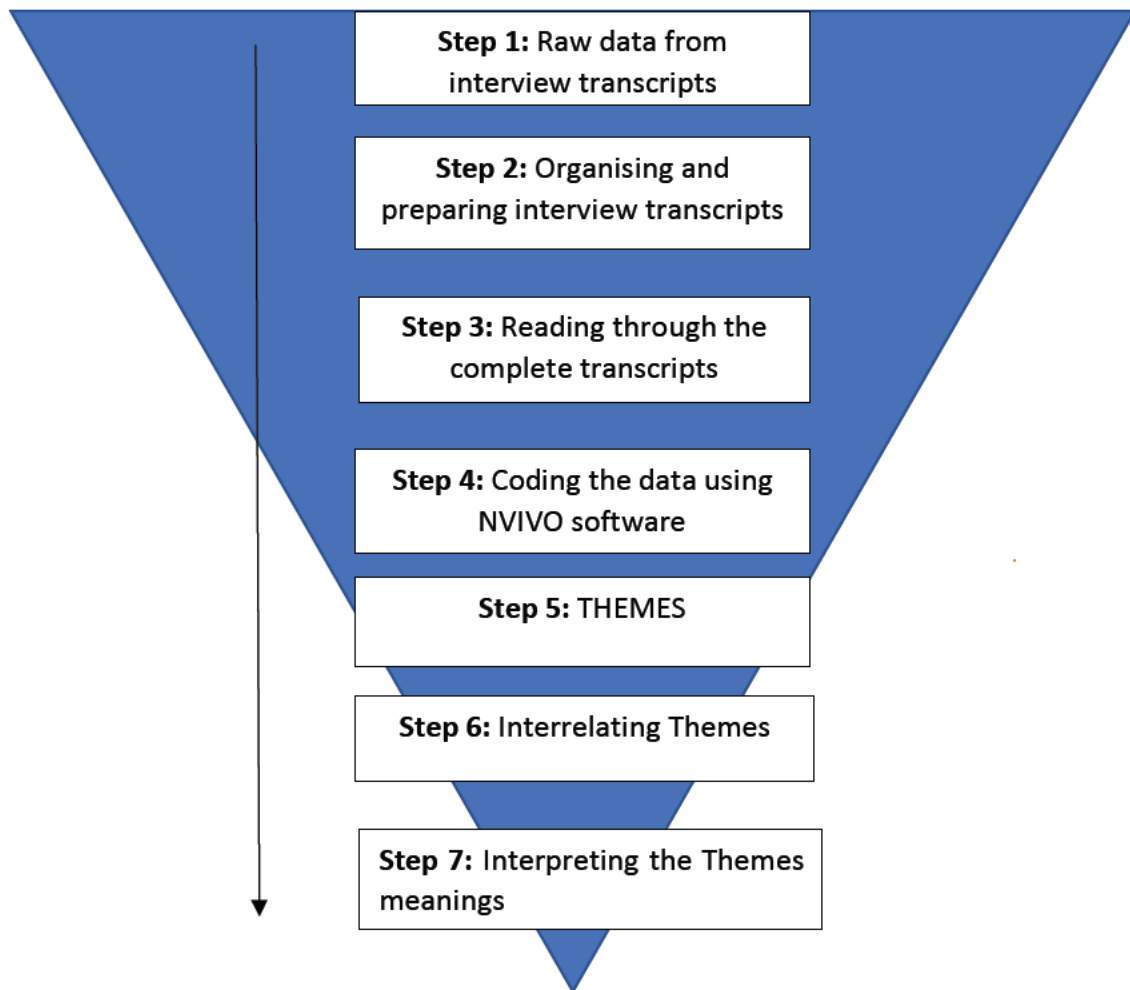 Step 1: Raw data from
interview transcripts
Step 2: Organising and
preparing interview transcripts
Step 3: Reading through the
complete transcripts
Step 4: Coding the data using
NVIVO software
Step 5: THEMES
Step 6: Interrelating Themes
Step 7: Interpreting the Themes
meanings